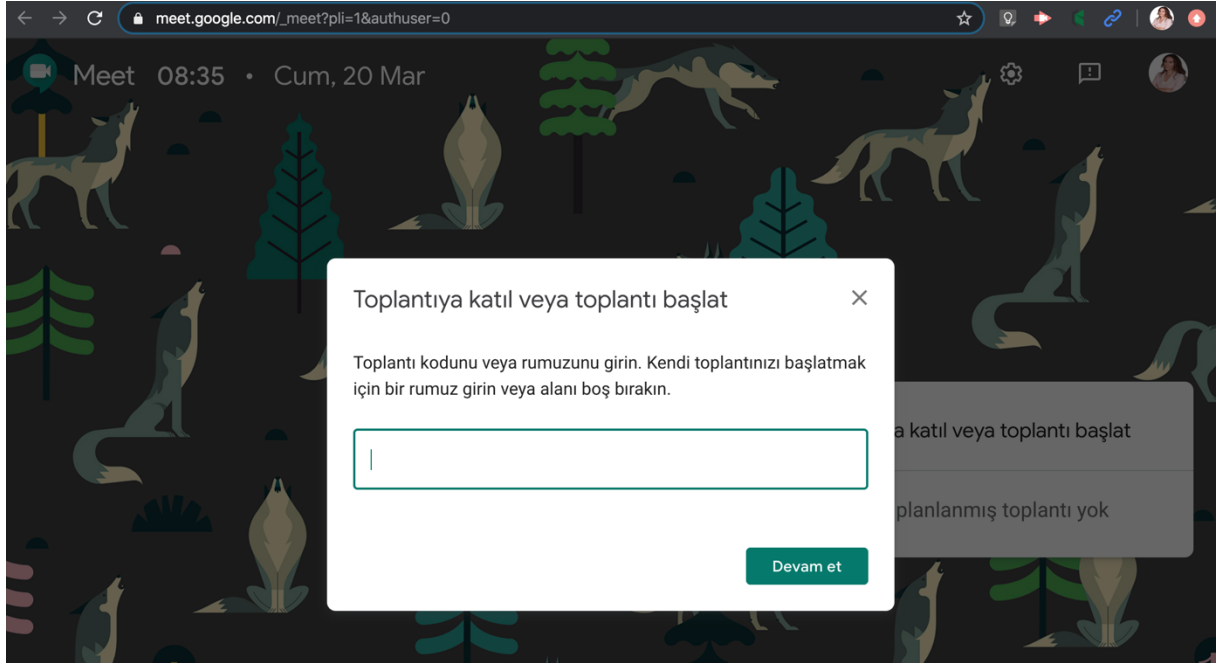 meet.google.com/_meet?pli=1&authuser=0
Meet 08:35 • Cum, 20 Mar
Toplantıya katıl veya toplantı başlat
Toplantı kodunu veya rumuzunu girin. Kendi toplantınızı başlatmak
için bir rumuz girin veya alanı boş bırakın.
a katıl veya toplantı başlat
planlanmış toplantı yok
Devam et